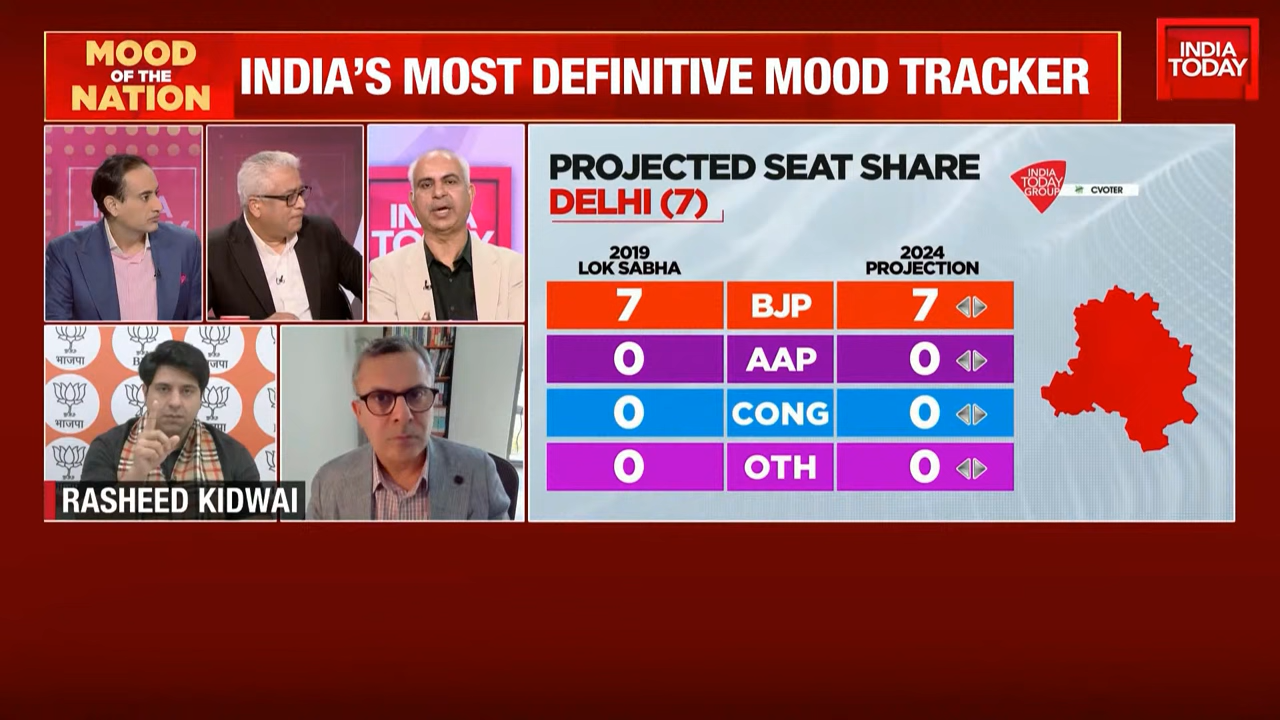 MOOD
OF THE
NATION
INDIA'S MOST DEFINITIVE MOOD TRACKER
INDIA
TODAY
PROJECTED SEAT SHARE
DELHI (7)
INDIA
TODAY
GROUP
CVOTER
2019
LOK SABHA
2024
PROJECTION
7 BJP 7
0 AAP 0
0 CONG 0
0 OTH 0
भाजपा
भाजपा
भाजपा
RASHEED KIDWAI